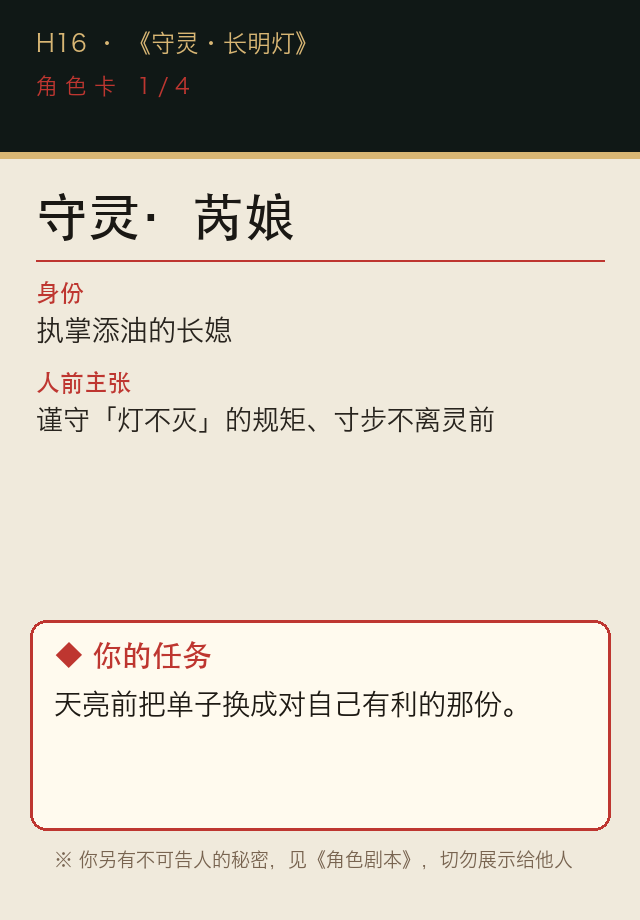 H16 · 《守灵·长明灯》
角色卡 1/4
守灵· 芮娘
身份
执掌添油的长媳
人前主张
谨守「灯不灭」的规矩、寸步不离灵前
◆ 你的任务
天亮前把单子换成对自己有利的那份。
※ 你另有不可告人的秘密，见《角色剧本》，切勿展示给他人